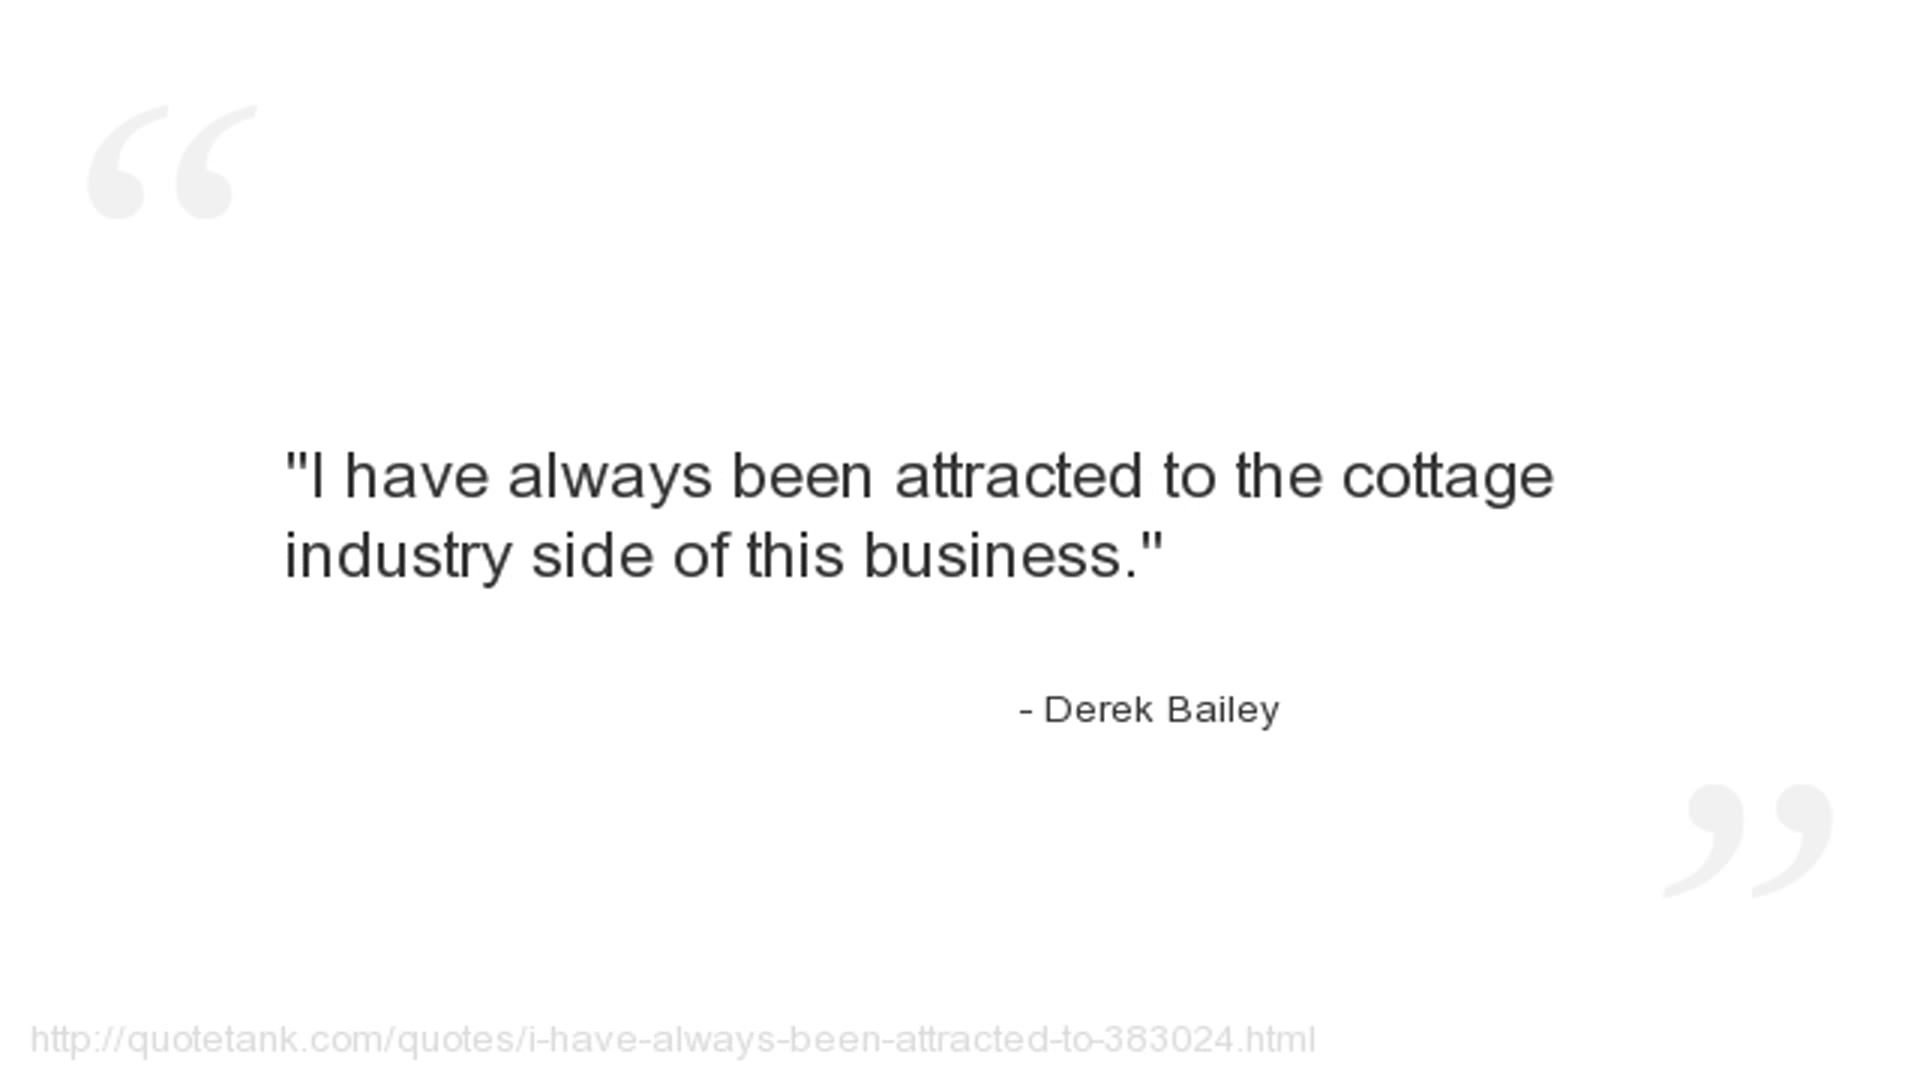 "I have always been attracted to the cottage
industry side of this business."
- Derek Bailey
http://quotetank.com/quotes/i-have-always-been-attracted-to-383024.html